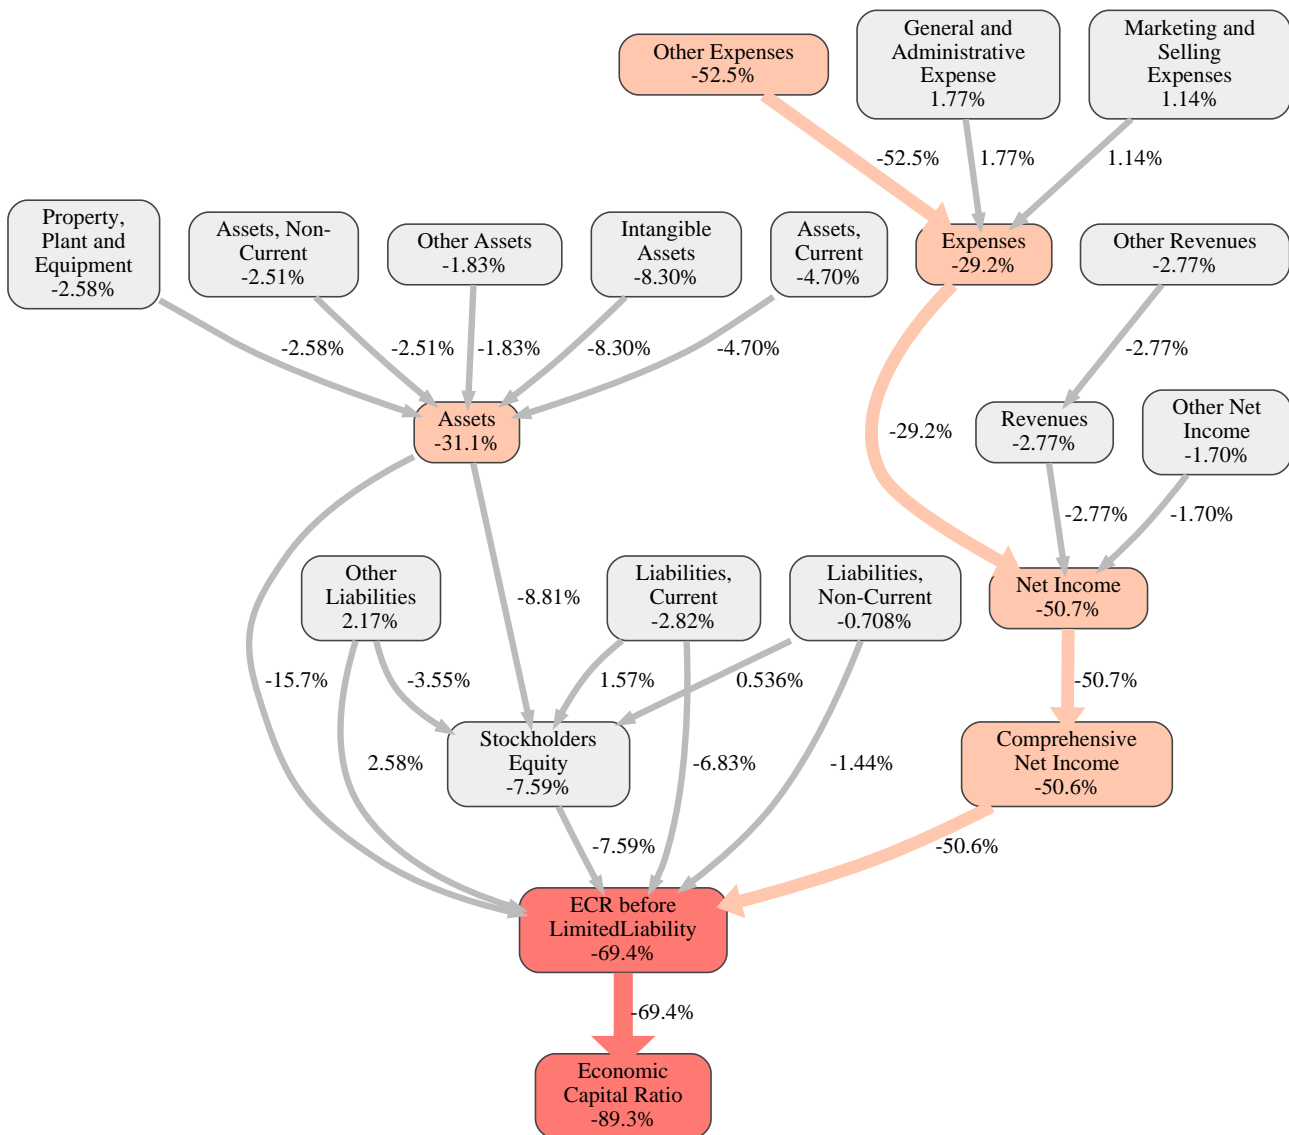 Other Expenses
-52.5%
General and
Administrative
Expense
1.77%
Marketing and
Selling
Expenses
1.14%
-52.5%
1.77%
1.14%
Property,
Plant and
Equipment
-2.58%
Assets, Non-
Current
-2.51%
Other Assets
-1.83%
Intangible
Assets
-8.30%
Assets,
Current
-4.70%
Expenses
-29.2%
Other Revenues
-2.77%
-2.58%
-2.51%
-1.83%
-8.30%
-4.70%
-2.77%
Assets
-31.1%
-29.2%
Revenues
-2.77%
Other Net
Income
-1.70%
-2.77%
-1.70%
Other
Liabilities
2.17%
-8.81%
Liabilities,
Current
-2.82%
Liabilities,
Non-Current
-0.708%
Net Income
-50.7%
-15.7%
-3.55%
1.57%
0.536%
-50.7%
2.58%
Stockholders
Equity
-7.59%
-6.83%
-1.44%
Comprehensive
Net Income
-50.6%
-7.59%
-50.6%
ECR before
LimitedLiability
-69.4%
-69.4%
Economic
Capital Ratio
-89.3%